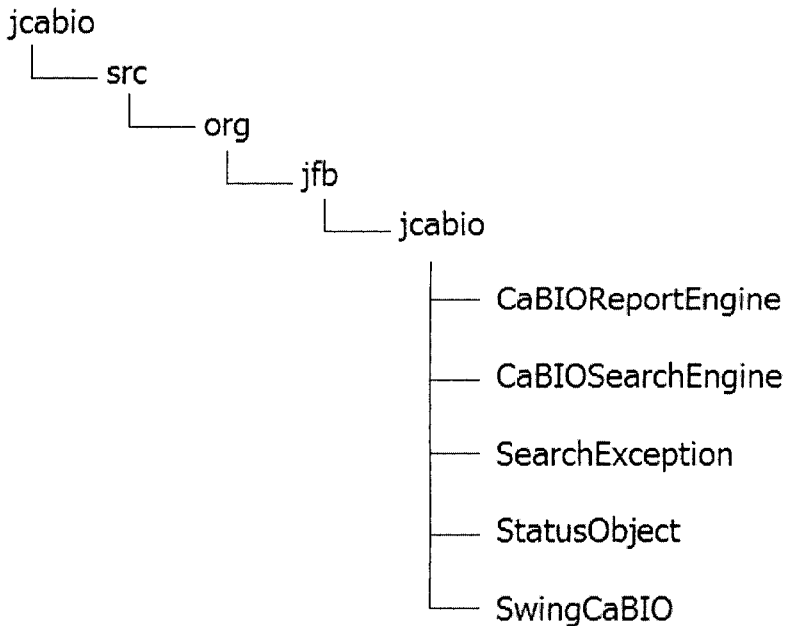 jcabio
src
org
jfb
jcabio
CaBIOReportEngine
CaBIOSearchEngine
SearchException
StatusObject
SwingCaBIO